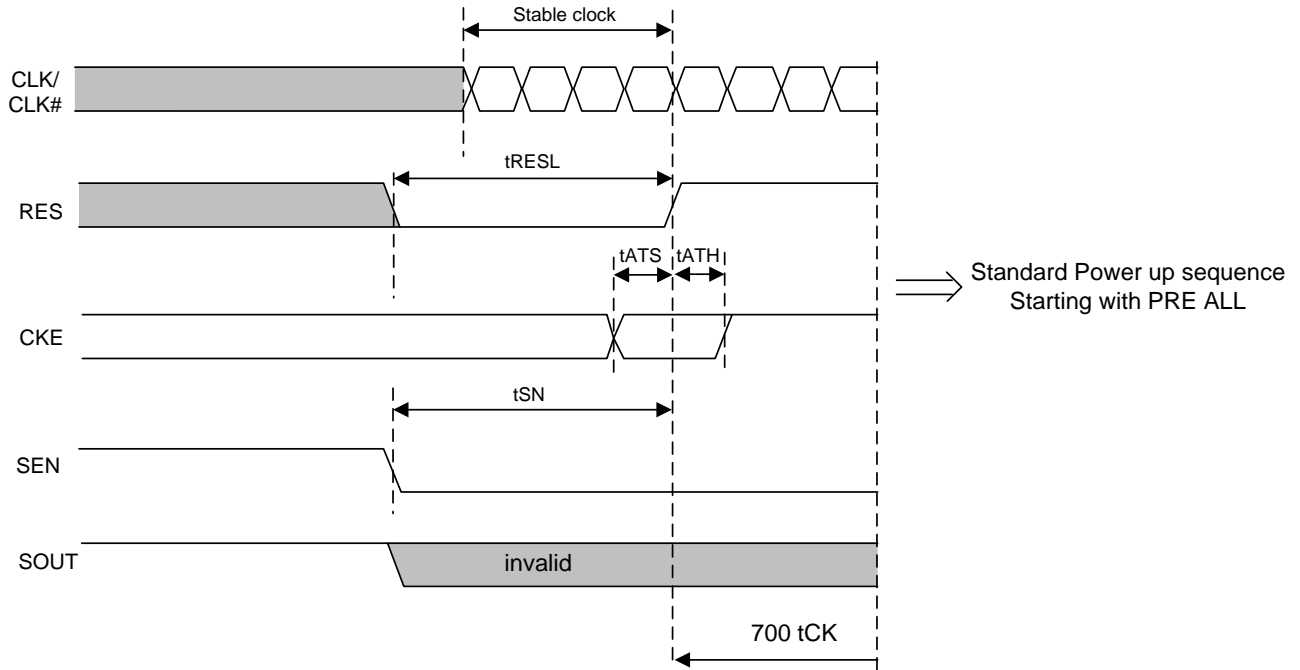 Stable clock
CLK/
CLK#
tRESL
RES
tATS tATH
Standard Power up sequence
Starting with PRE ALL
CKE
tSN
SEN
SOUT
invalid
700 tCK